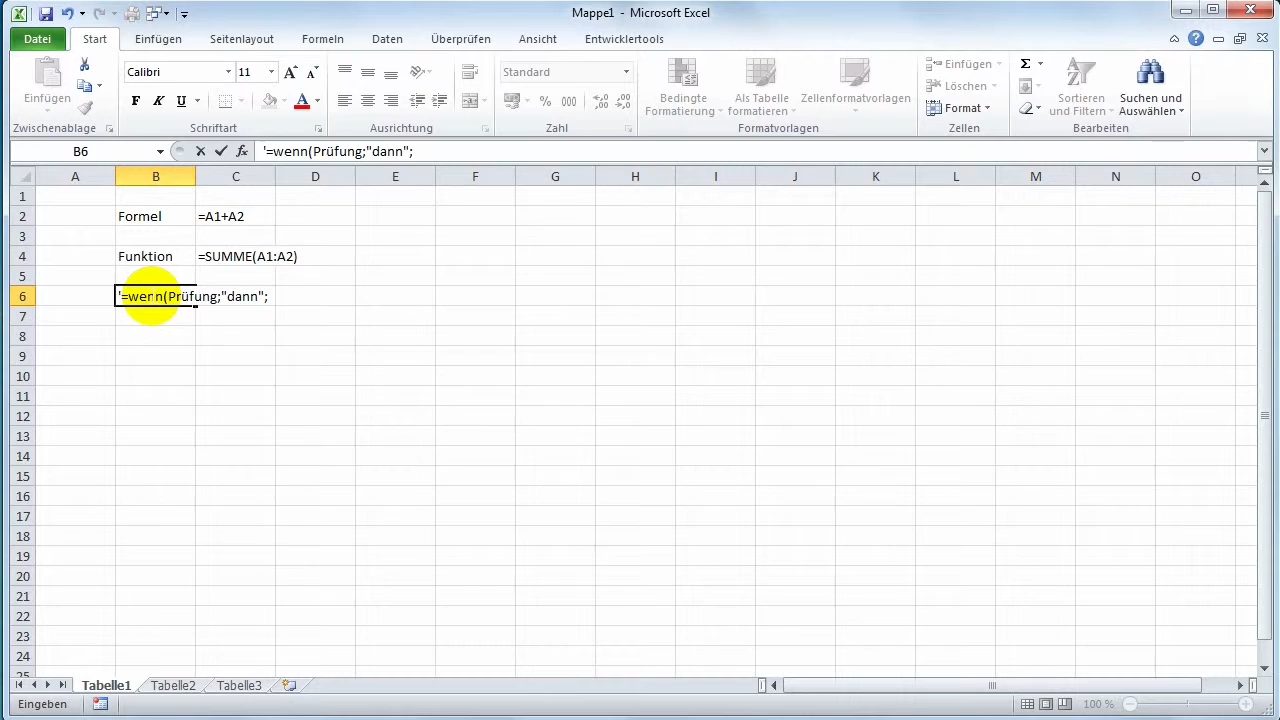 Mappe1 - Microsoft Excel
Datei Start Einfügen Seitenlayout Formeln Daten Überprüfen Ansicht Entwicklertools
Einfügen
Zwischenablage
Calibri 11
F K U
Schriftart
Ausrichtung
Standard
% 000
Zahl
Bedingte Formatierung
Als Tabelle formatieren
Zellenformatvorlagen
Formatvorlagen
Einfügen
Löschen
Format
Zellen
Σ
Sortieren und Filtern
Suchen und Auswählen
Bearbeiten
B6 fx '=wenn(Prüfung;"dann";
A B C D E F G H I J K L M N O
1
2 Formel =A1+A2
3
4 Funktion =SUMME(A1:A2)
5
6 '=wenn(Prüfung;"dann";
7
8
9
10
11
12
13
14
15
16
17
18
19
20
21
22
23
24
25
Tabelle1 Tabelle2 Tabelle3
Eingeben 100 %